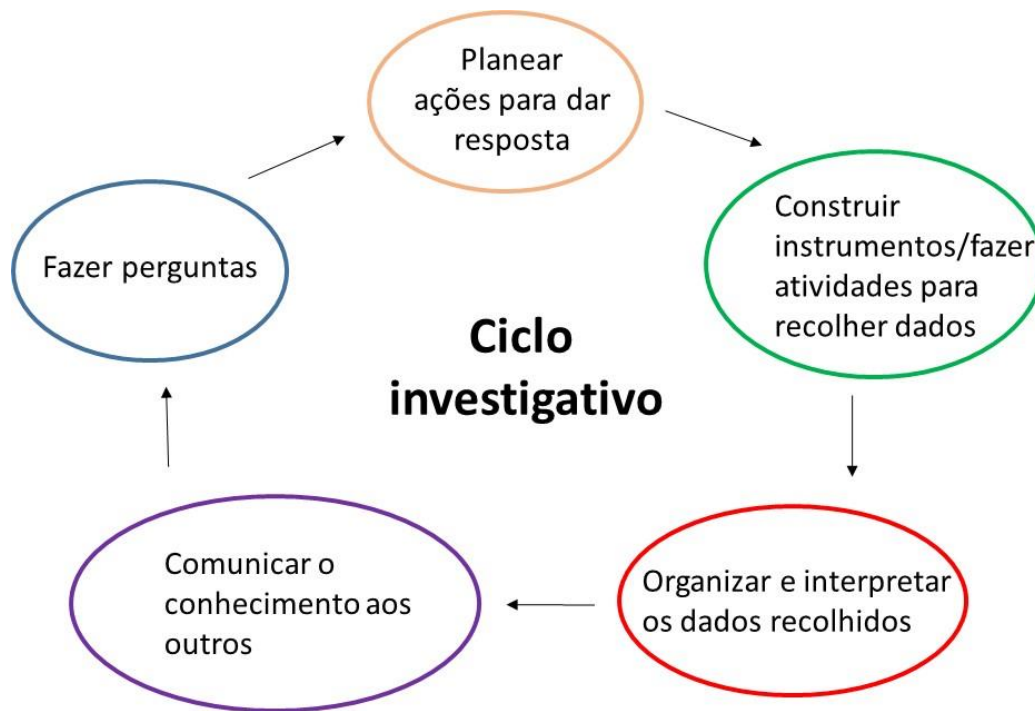 Planear
ações para dar
resposta
Construir
instrumentos/fazer
atividades para
recolher dados
Organizar e interpretar
os dados recolhidos
Comunicar o
conhecimento aos
outros
Fazer perguntas
Ciclo
investigativo